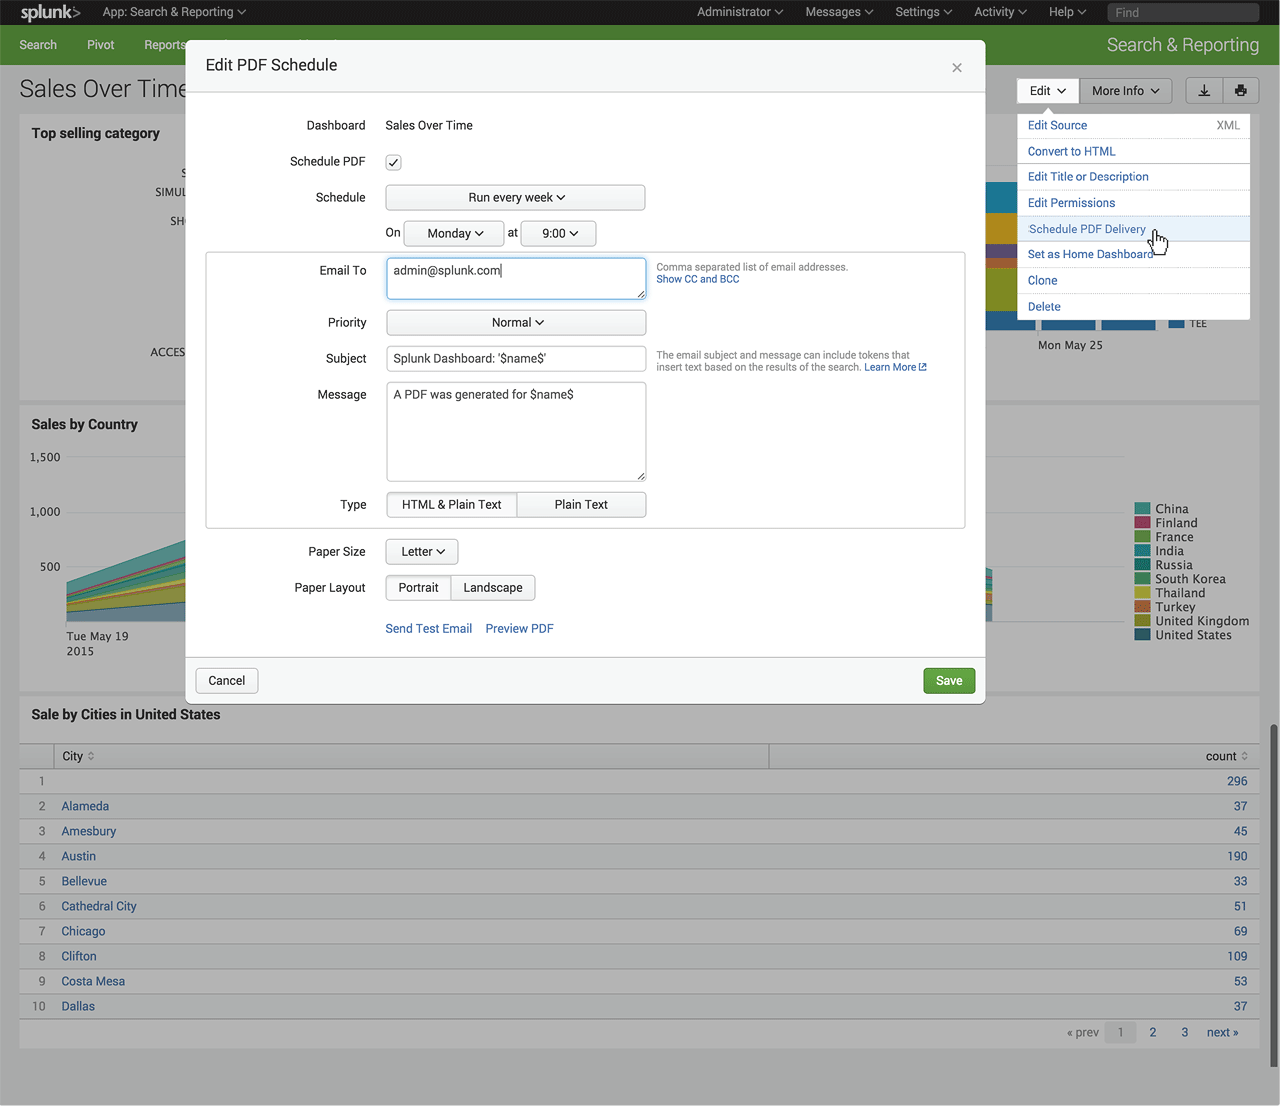 splunk> App: Search & Reporting Administrator Messages Settings Activity Help Find
Search Pivot Reports Search & Reporting
Sales Over Time
Edit More Info
Top selling category
SIMUL
SH
ACCES
Edit Source XML
Convert to HTML
Edit Title or Description
Edit Permissions
Schedule PDF Delivery
Set as Home Dashboard
Clone
Delete
TEE
Mon May 25
Edit PDF Schedule
Dashboard Sales Over Time
Schedule PDF
Schedule Run every week
On Monday at 9:00
Email To admin@splunk.com
Comma separated list of email addresses.
Show CC and BCC
Priority Normal
Subject Splunk Dashboard: '$name$'
The email subject and message can include tokens that
insert text based on the results of the search. Learn More
Message A PDF was generated for $name$
Type HTML & Plain Text Plain Text
Paper Size Letter
Paper Layout Portrait Landscape
Send Test Email Preview PDF
Cancel Save
Sales by Country
1,500
1,000
500
Tue May 19
2015
China
Finland
France
India
Russia
South Korea
Thailand
Turkey
United Kingdom
United States
Sale by Cities in United States
City count
1 296
2 Alameda 37
3 Amesbury 45
4 Austin 190
5 Bellevue 33
6 Cathedral City 51
7 Chicago 69
8 Clifton 109
9 Costa Mesa 53
10 Dallas 37
« prev 1 2 3 next »